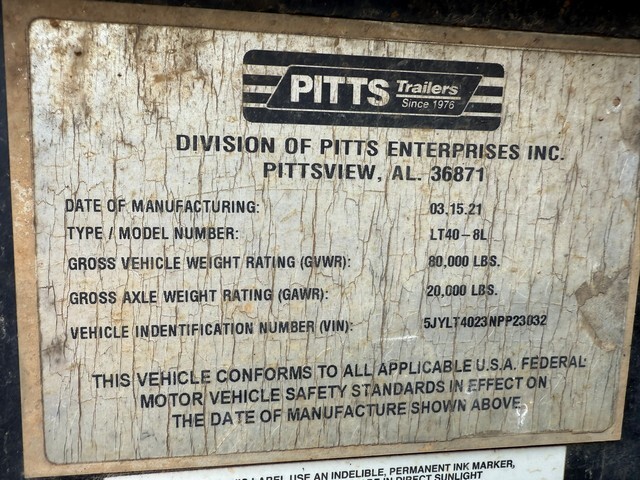 PITTS Trailers
Since 1976
DIVISION OF PITTS ENTERPRISES INC.
PITTSVIEW, AL. 36871
DATE OF MANUFACTURING: 03.15.21
TYPE / MODEL NUMBER: LT40-8L
GROSS VEHICLE WEIGHT RATING (GVWR): 80,000 LBS.
GROSS AXLE WEIGHT RATING (GAWR): 20,000 LBS.
VEHICLE INDENTIFICATION NUMBER (VIN): 5JYLT4023NPP23032
THIS VEHICLE CONFORMS TO ALL APPLICABLE U.S.A. FEDERAL
MOTOR VEHICLE SAFETY STANDARDS IN EFFECT ON
THE DATE OF MANUFACTURE SHOWN ABOVE
LABEL USE AN INDELIBLE, PERMANENT INK MARKER,
IN DIRECT SUNLIGHT